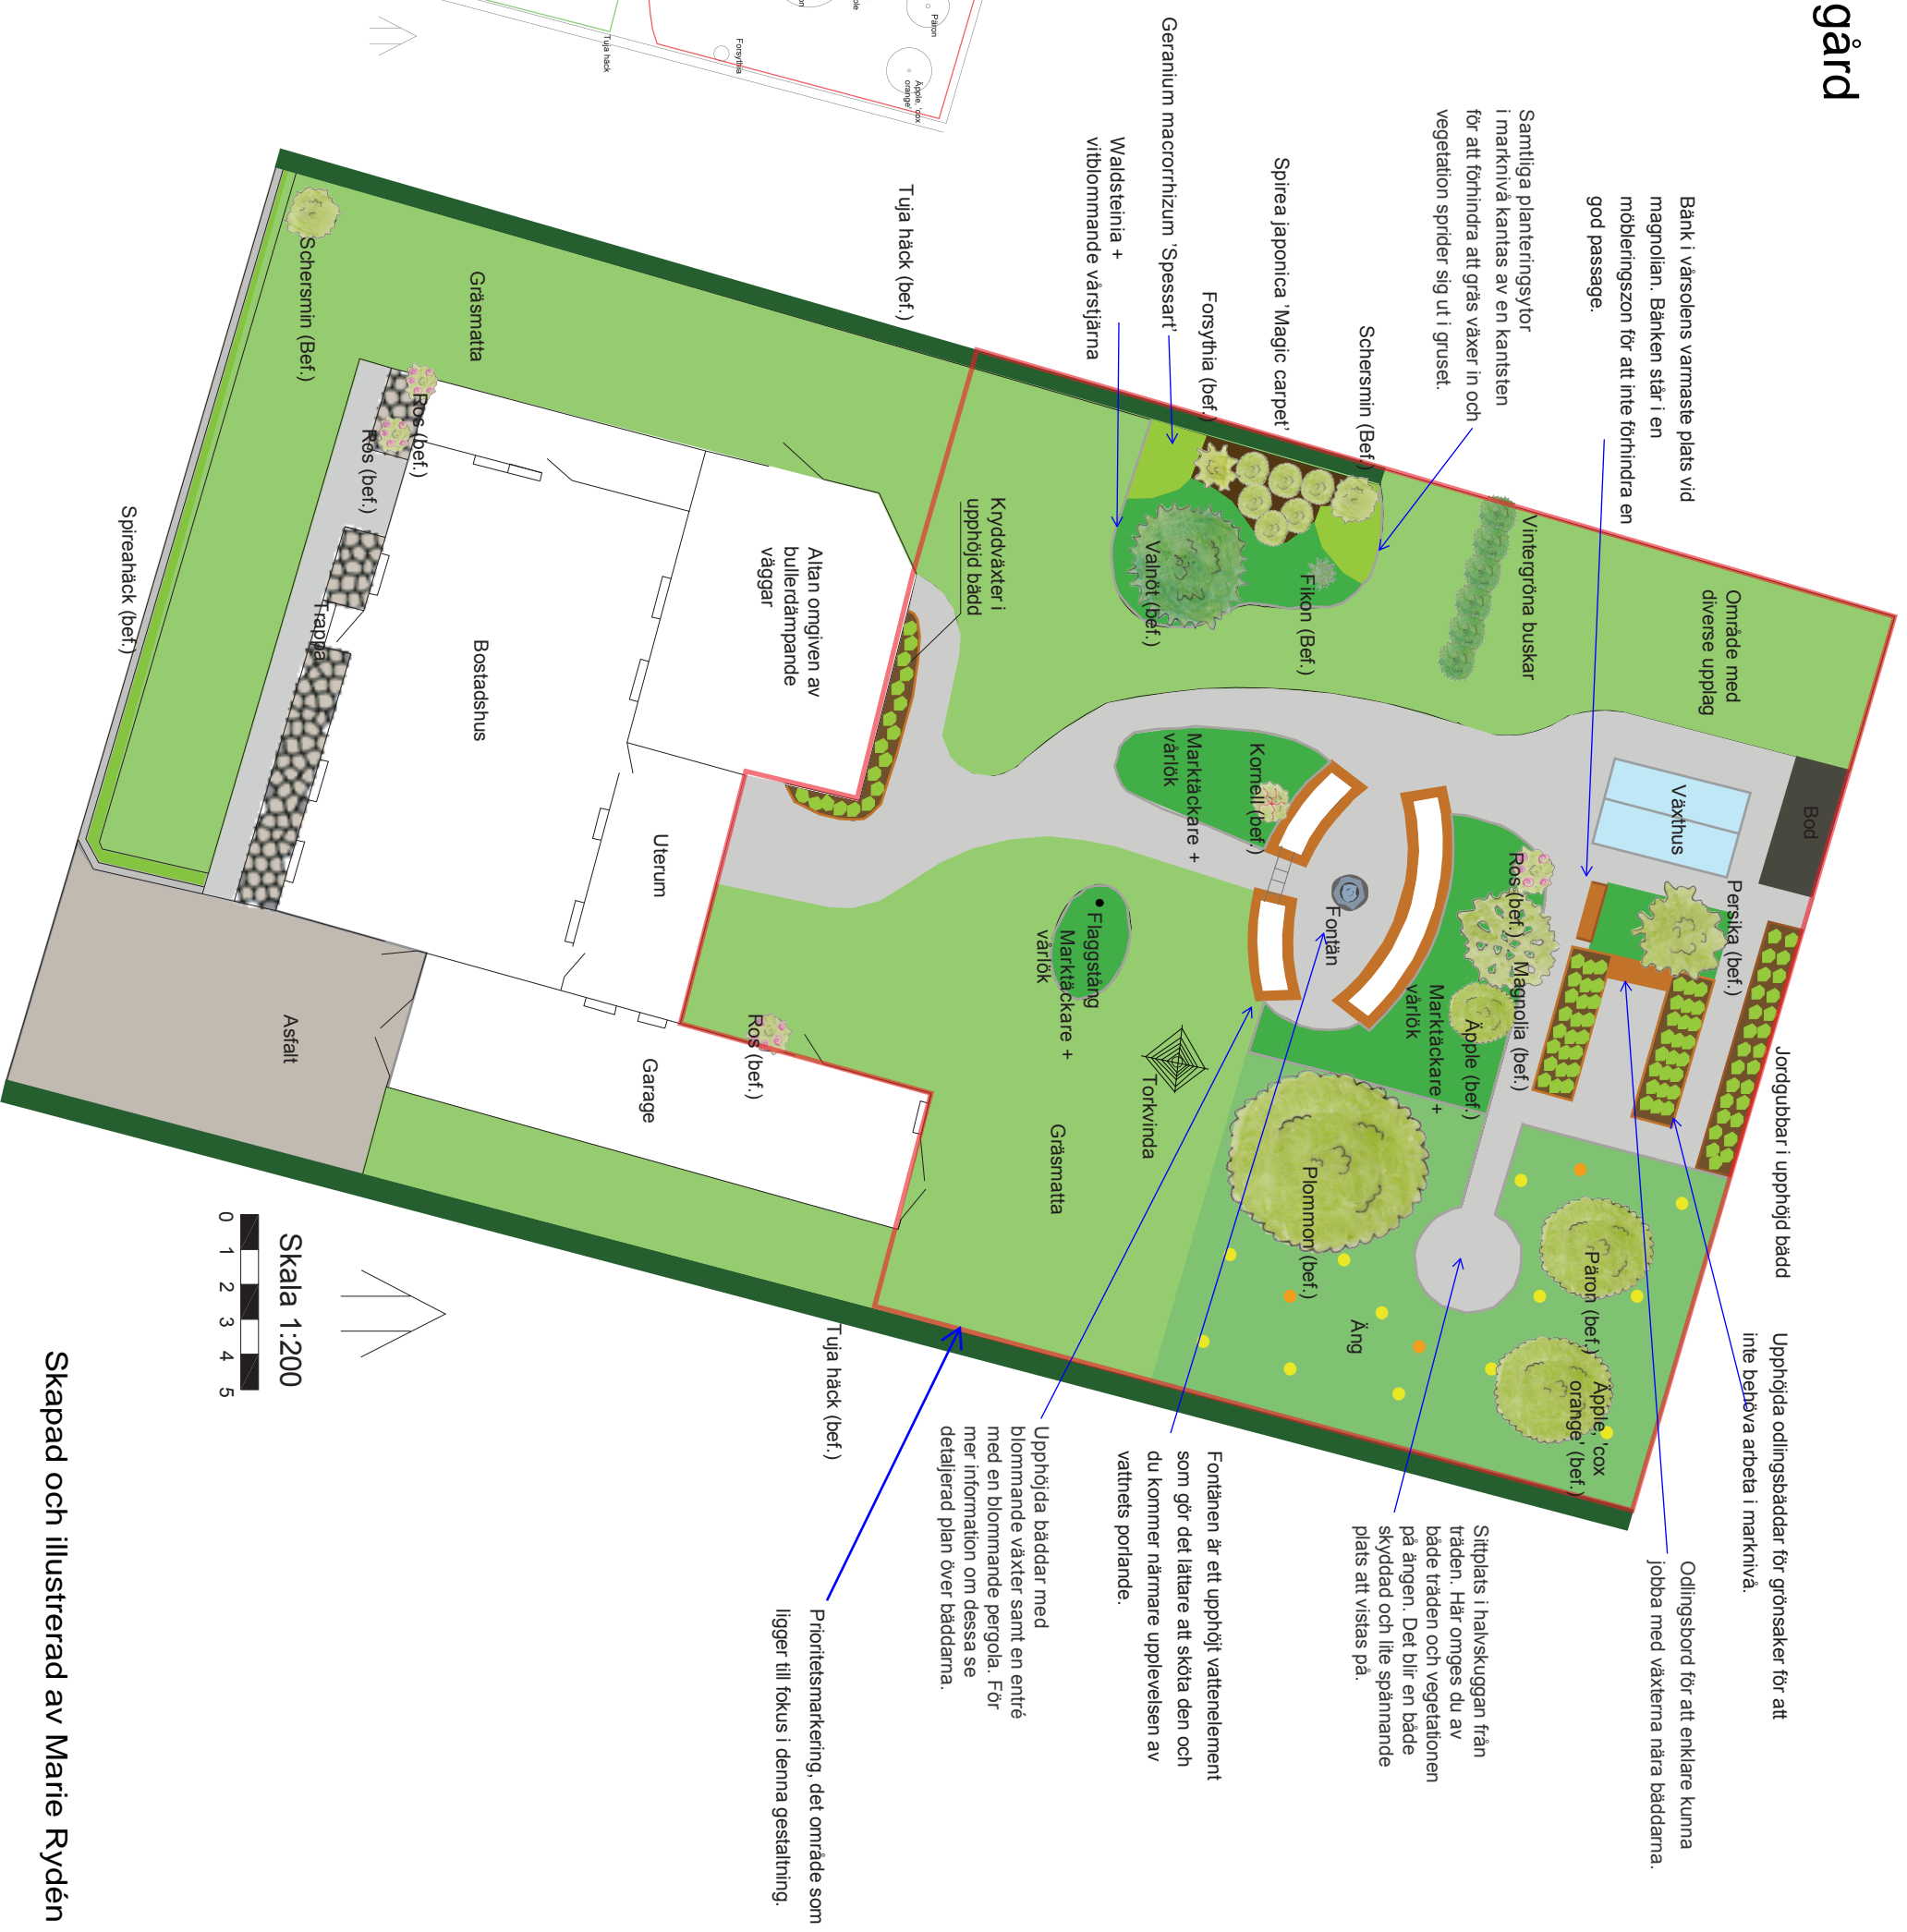 gård
Tuja häck
Forsythia
Päron
Äpple, 'cox
orange'
Bänk i vårsolens varmaste plats vid
magnolian. Bänken står i en
möbleringszon för att inte förhindra en
god passage.
Samtliga planteringsytor
i marknivå kantas av en kantsten
för att förhindra att gräs växer in och
vegetation sprider sig ut i gruset.
Schersmin (Bef.)
Spirea japonica 'Magic carpet'
Forsythia (bef.)
Geranium macrorrhizum 'Spessart'
Waldsteinia +
vitblommande vårstjärna
Tuja häck (bef.)
Område med
diverse upplag
Vintergröna buskar
Fikon (Bef.)
Valnöt (bef.)
Bod
Växthus
Persika (bef.)
Ros (bef.)
Magnolia (bef.)
Äpple (bef.)
Marktäckare +
vårlök
Kornell (bef.)
Marktäckare +
vårlök
Fontän
Flaggstång
Marktäckare +
vårlök
Torkvinda
Gräsmatta
Plommon (bef.)
Äng
Päron (bef.)
Äpple, 'cox
orange' (bef.)
Jordgubbar i upphöjd bädd
Upphöjda odlingsbäddar för grönsaker för att
inte behöva arbeta i marknivå.
Odlingsbord för att enklare kunna
jobba med växterna nära bäddarna.
Sittplats i halvskuggan från
träden. Här omges du av
både träden och vegetationen
på ängen. Det blir en både
skyddad och lite spännande
plats att vistas på.
Fontänen är ett upphöjt vattenelement
som gör det lättare att sköta den och
du kommer närmare upplevelsen av
vattnets porlande.
Upphöjda bäddar med
blommande växter samt en entré
med en blommande pergola. För
mer information om dessa se
detaljerad plan över bäddarna.
Prioritetsmarkering, det område som
ligger till fokus i denna gestaltning.
Tuja häck (bef.)
Kryddväxter i
upphöjd bädd
Altan omgiven av
bullerdämpande
väggar
Uterum
Ros (bef.)
Garage
Gräsmatta
Bostadshus
Ros (bef.)
Ros (bef.)
Trappa
Schersmin (Bef.)
Spireahäck (bef.)
Asfalt
Skala 1:200
0 1 2 3 4 5
Skapad och illustrerad av Marie Rydén